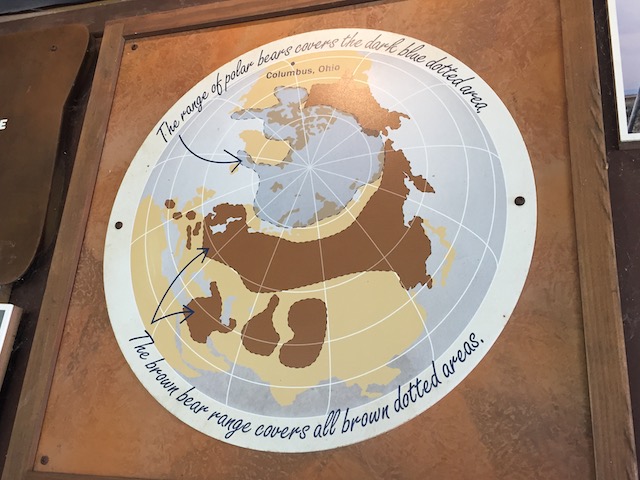 The range of polar bears covers the dark blue dotted area.
Columbus, Ohio
The brown bear range covers all brown dotted areas.
E